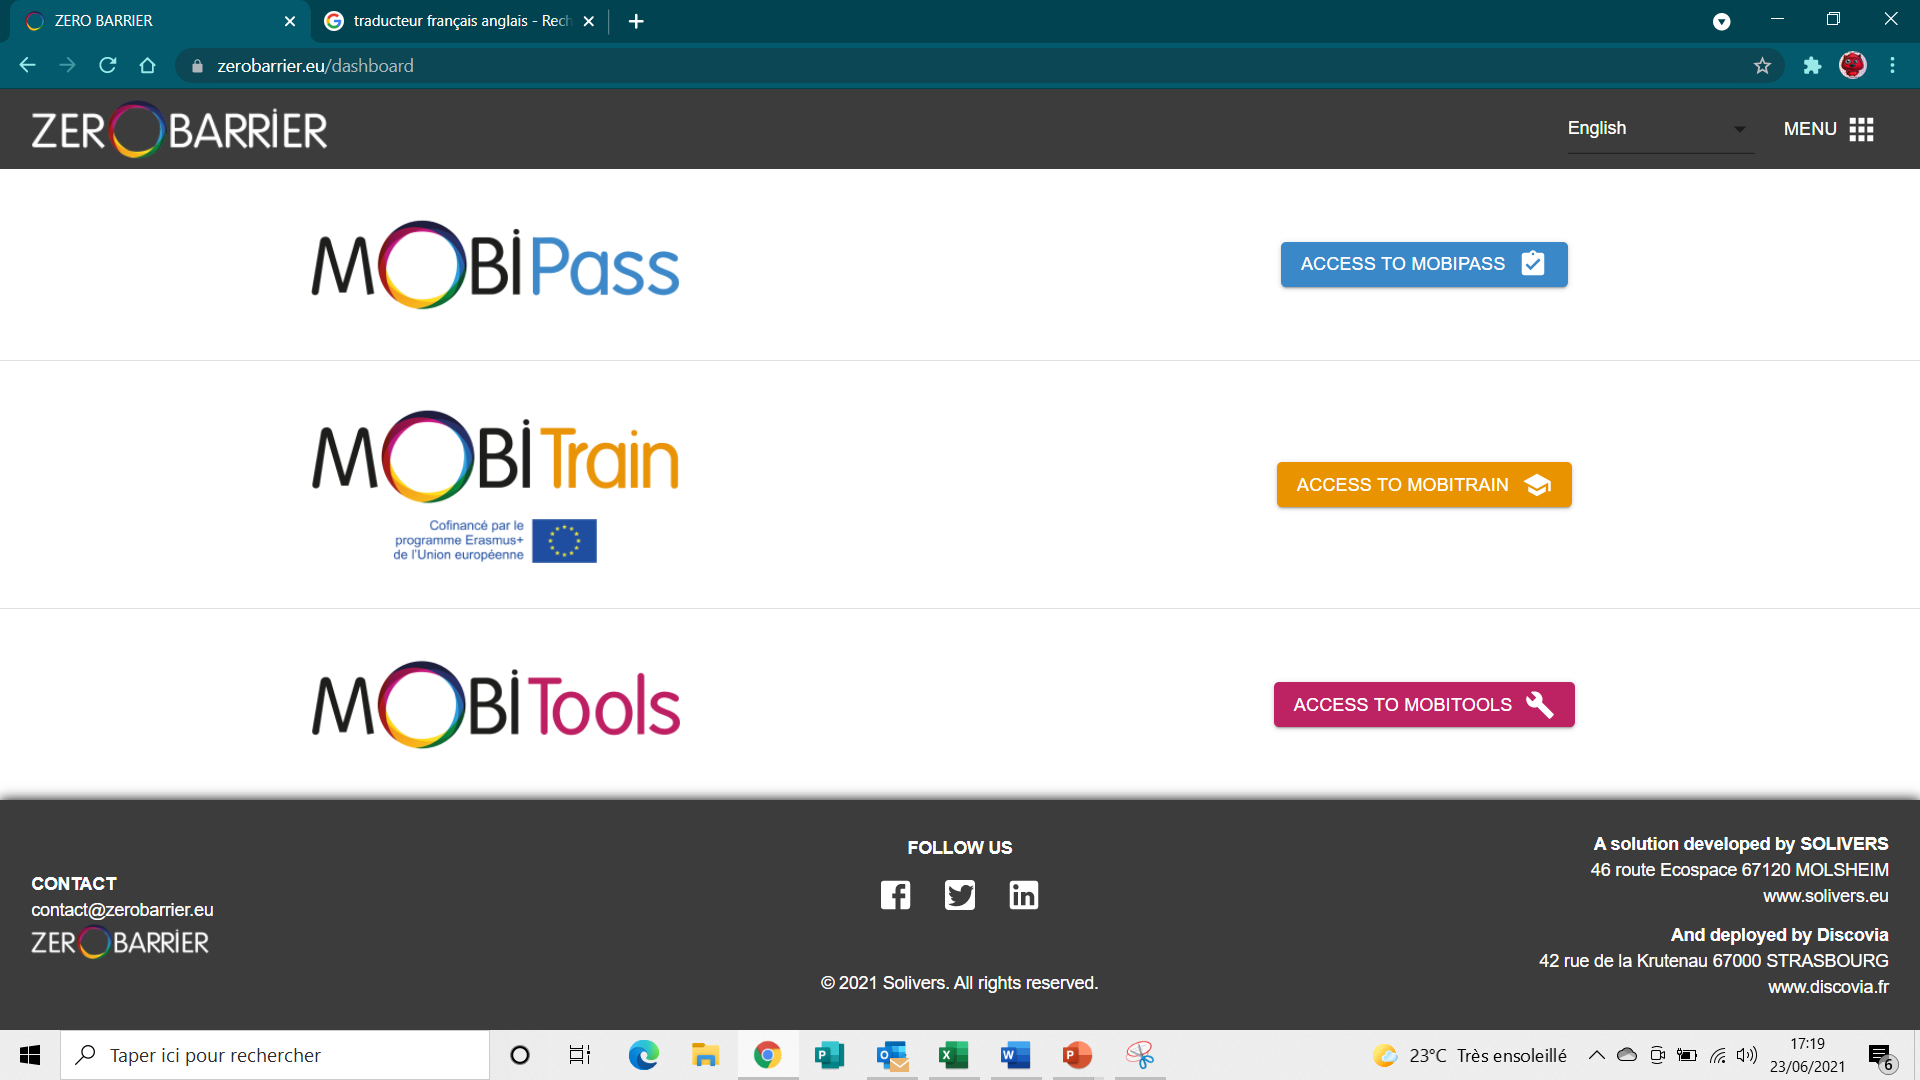 ZERO BARRIER
traducteur français anglais - Rech
zerobarrier.eu/dashboard
ZEROBARRIER
English
MENU
MOBiPass
ACCESS TO MOBIPASS
MOBiTrain
Cofinancé par le
programme Erasmus+
de l'Union européenne
ACCESS TO MOBITRAIN
MOBiTools
ACCESS TO MOBITOOLS
CONTACT
contact@zerobarrier.eu
ZEROBARRIER
FOLLOW US
© 2021 Solivers. All rights reserved.
A solution developed by SOLIVERS
46 route Ecospace 67120 MOLSHEIM
www.solivers.eu
And deployed by Discovia
42 rue de la Krutenau 67000 STRASBOURG
www.discovia.fr
Taper ici pour rechercher
23°C Très ensoleillé
17:19
23/06/2021
6